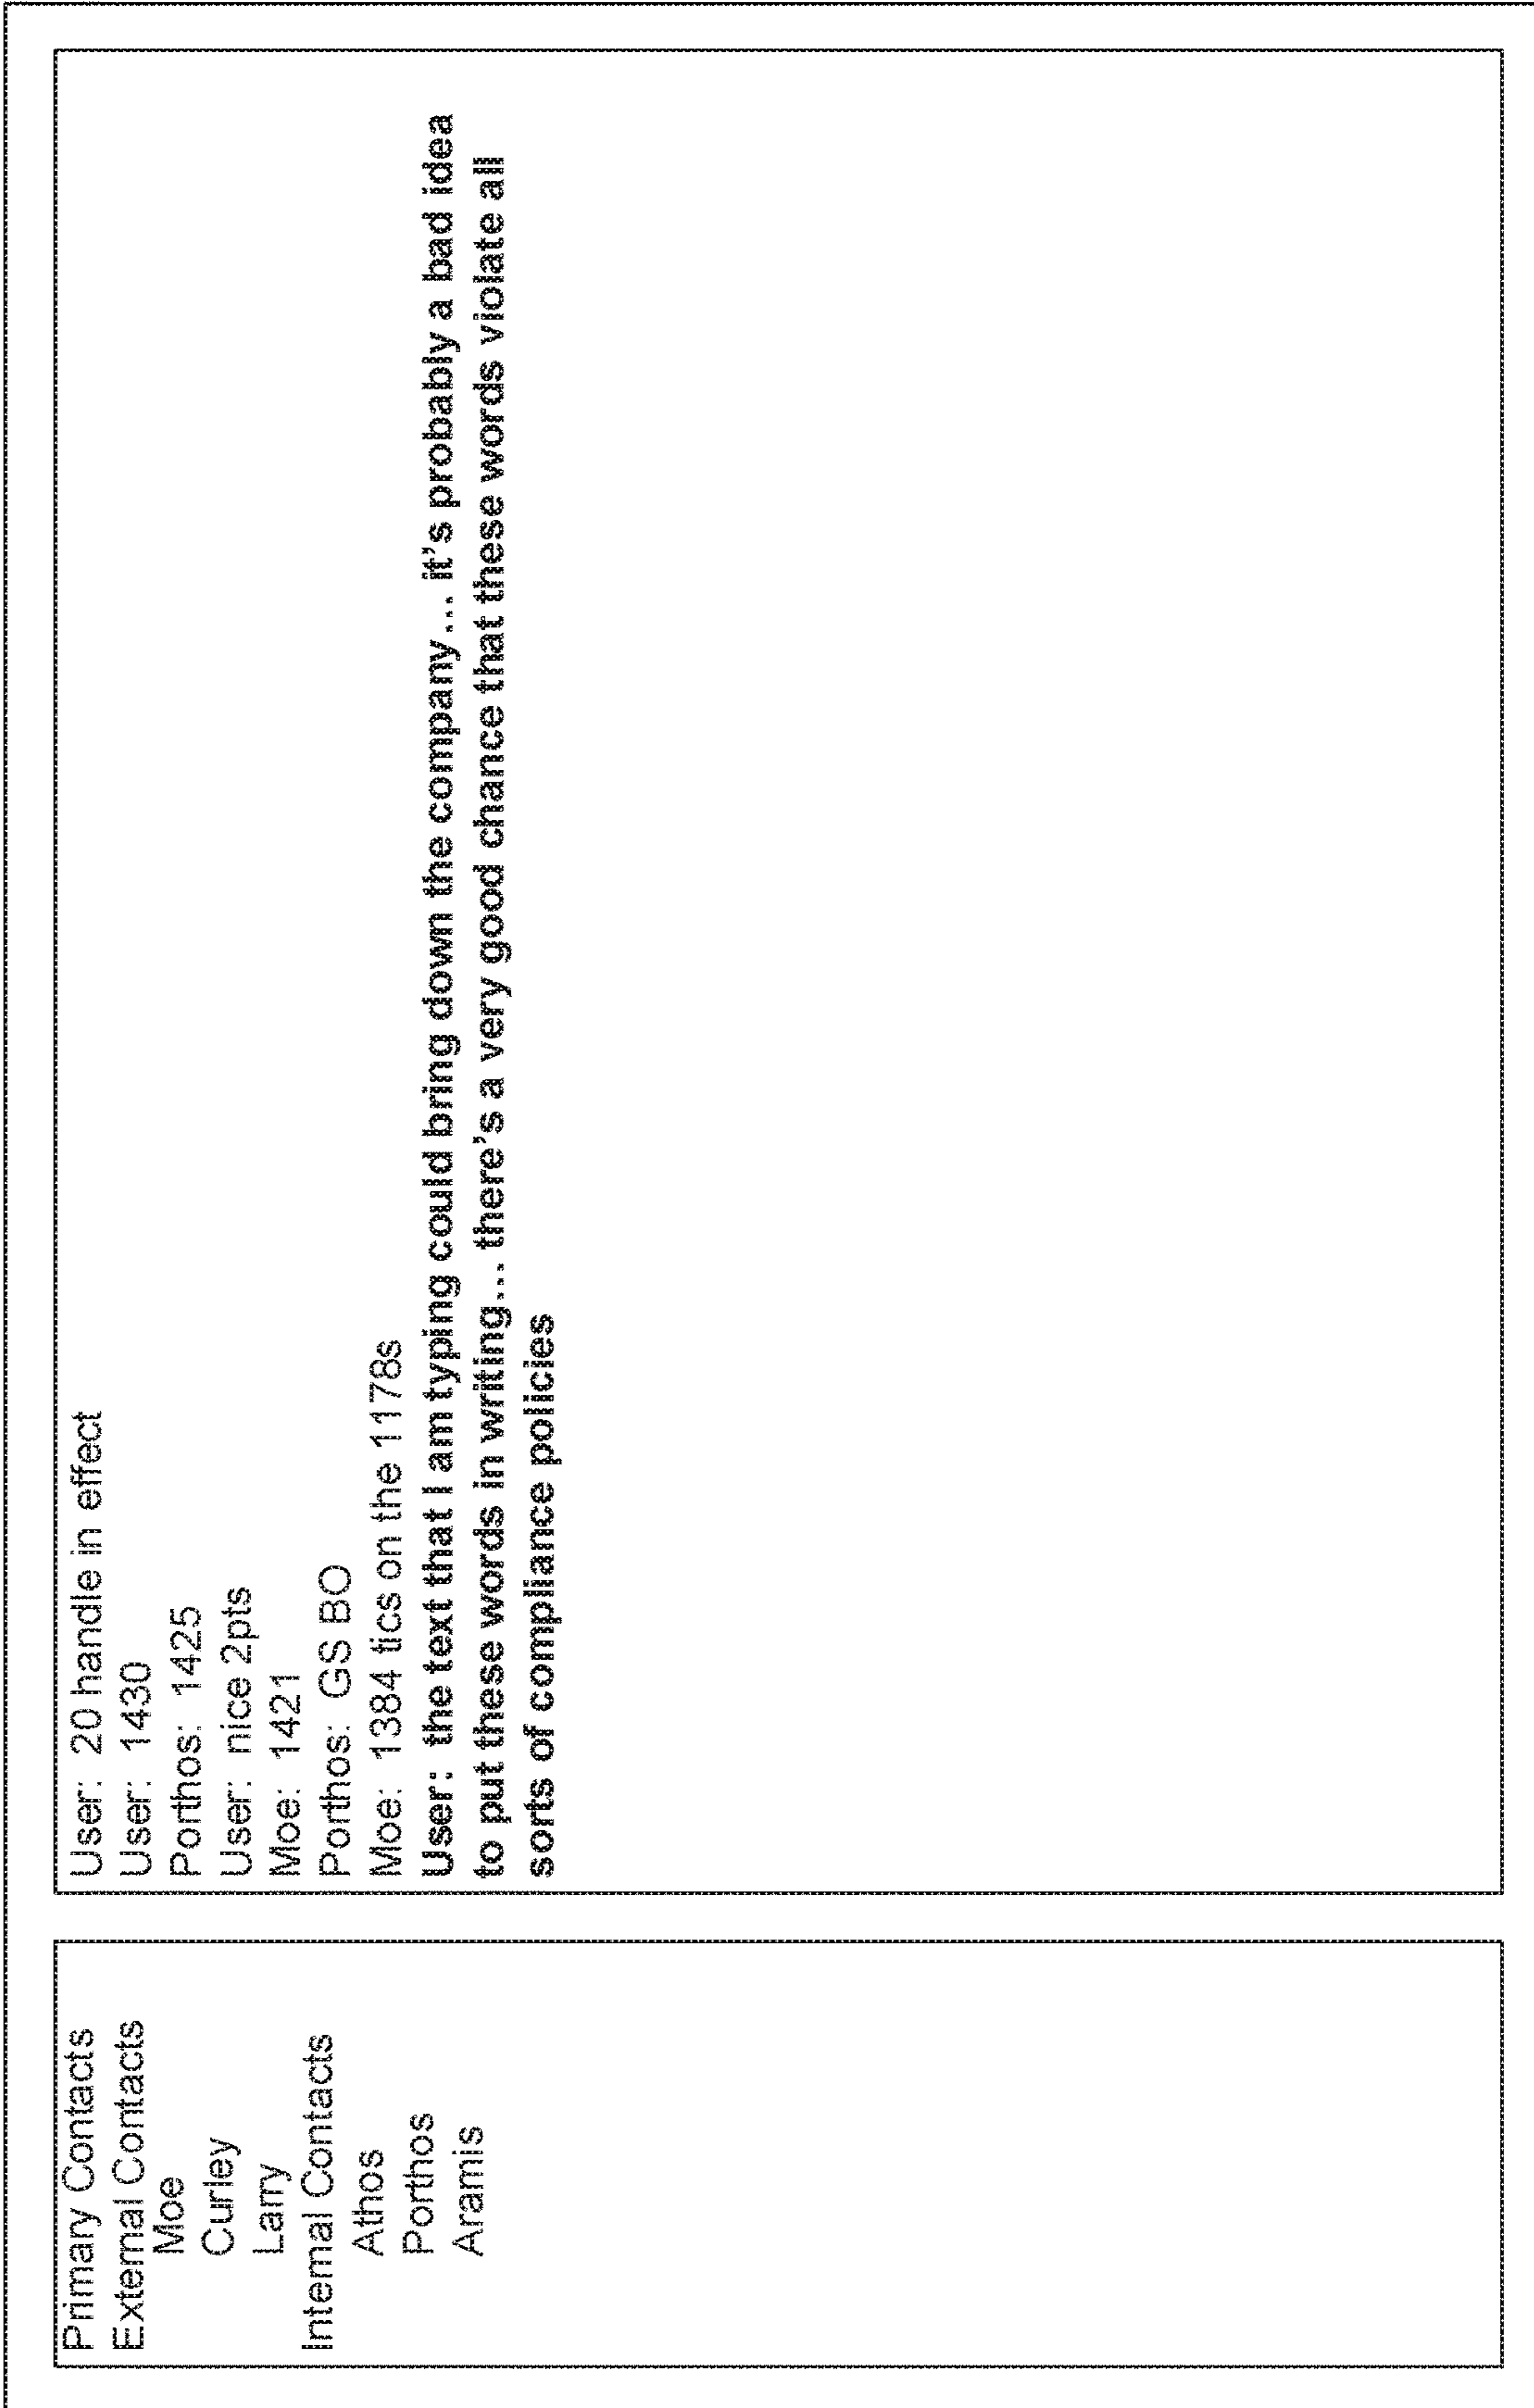 Primary Contacts
External Contacts
Moe
Curley
Larry
Internal Contacts
Athos
Porthos
Aramis
User: 20 handle in effect
User: 1430
Porthos: 1425
User: nice 2pts
Moe: 1421
Porthos: GS BO
Moe: 1384 tics on the 1178s
User: the text that I am typing could bring down the company... it's probably a bad idea
to put these words in writing... there's a very good chance that these words violate all
sorts of compliance policies